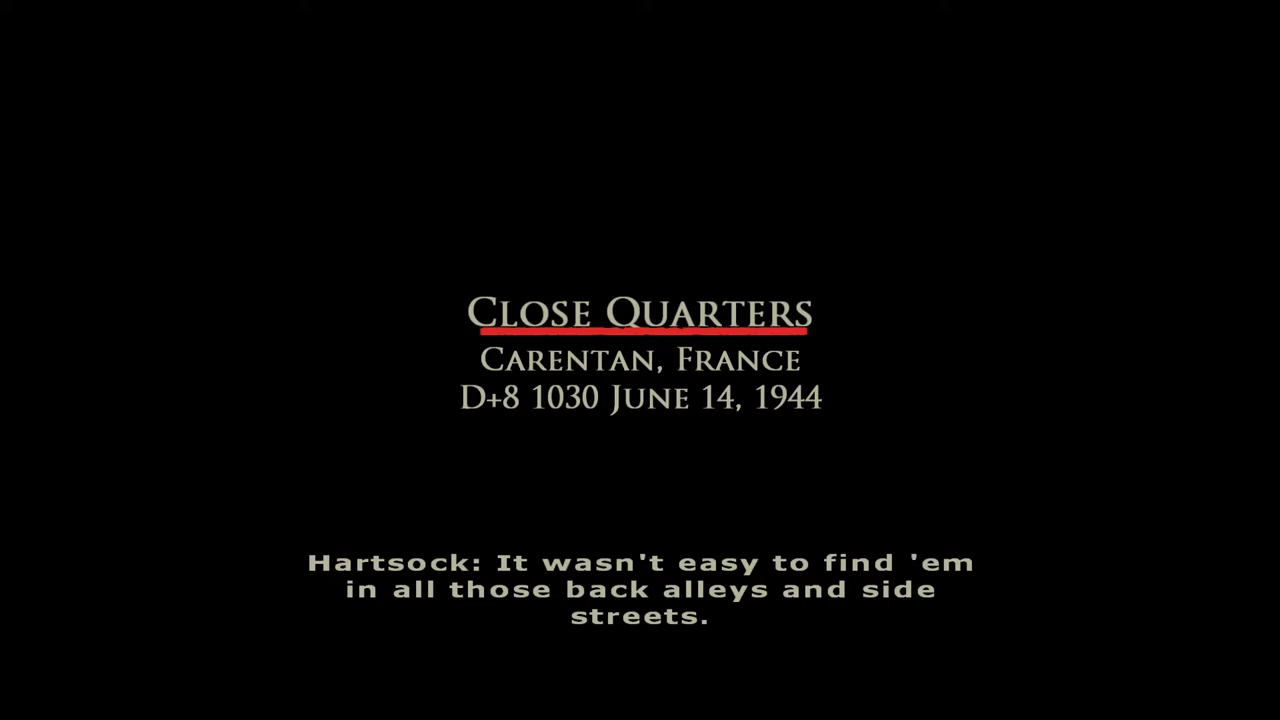 Close Quarters
Carentan, France
D+8 1030 June 14, 1944
Hartsock: It wasn't easy to find 'em
in all those back alleys and side
streets.